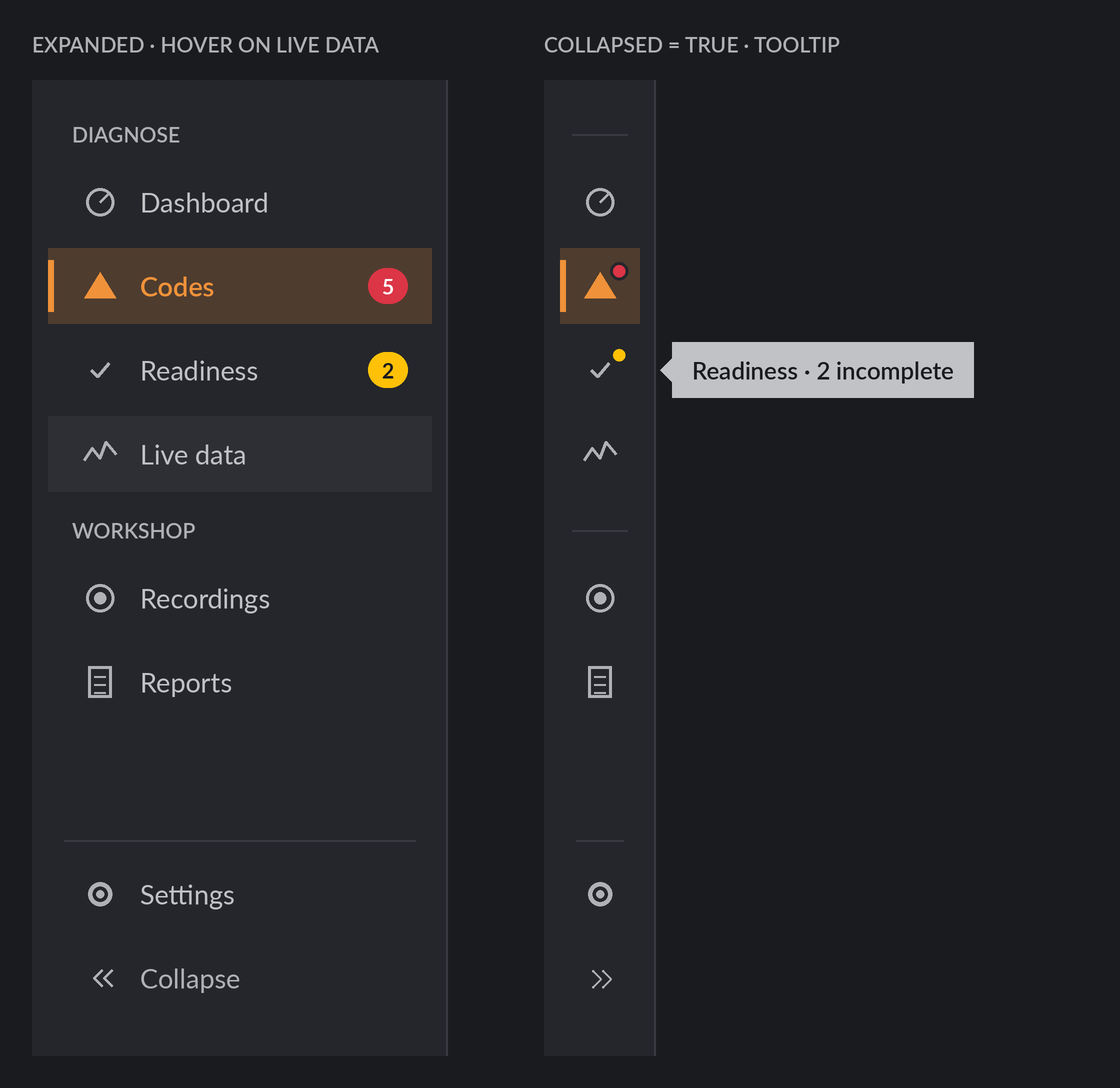 EXPANDED · HOVER ON LIVE DATA
DIAGNOSE
Dashboard
Codes 5
Readiness 2
Live data
WORKSHOP
Recordings
Reports
Settings
Collapse
COLLAPSED = TRUE · TOOLTIP
Readiness · 2 incomplete